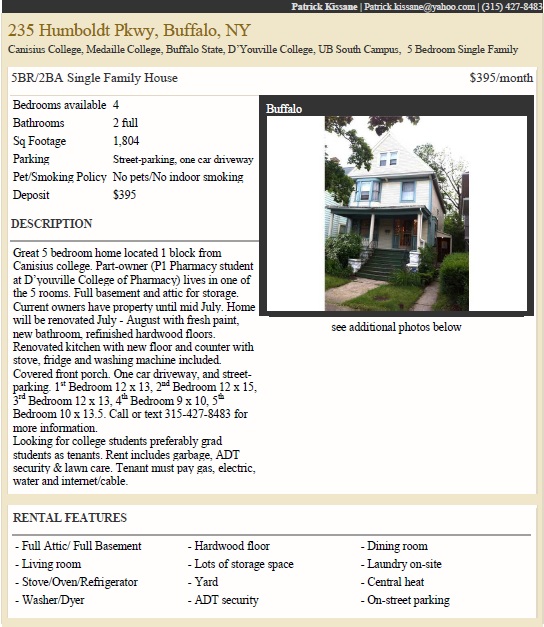 Patrick Kissane | Patrick.kissane@yahoo.com | (315) 427-8483
235 Humboldt Pkwy, Buffalo, NY
Canisius College, Medaille College, Buffalo State, D'Youville College, UB South Campus, 5 Bedroom Single Family
5BR/2BA Single Family House $395/month
Bedrooms available 4
Bathrooms 2 full
Sq Footage 1,804
Parking Street-parking, one car driveway
Pet/Smoking Policy No pets/No indoor smoking
Deposit $395
Buffalo
see additional photos below
DESCRIPTION
Great 5 bedroom home located 1 block from
Canisius college. Part-owner (P1 Pharmacy student
at D'youville College of Pharmacy) lives in one of
the 5 rooms. Full basement and attic for storage.
Current owners have property until mid July. Home
will be renovated July - August with fresh paint,
new bathroom, refinished hardwood floors.
Renovated kitchen with new floor and counter with
stove, fridge and washing machine included.
Covered front porch. One car driveway, and street-
parking. 1st Bedroom 12 x 13, 2nd Bedroom 12 x 15,
3rd Bedroom 12 x 13, 4th Bedroom 9 x 10, 5th
Bedroom 10 x 13.5. Call or text 315-427-8483 for
more information.
Looking for college students preferably grad
students as tenants. Rent includes garbage, ADT
security & lawn care. Tenant must pay gas, electric,
water and internet/cable.
RENTAL FEATURES
- Full Attic/ Full Basement - Hardwood floor - Dining room
- Living room - Lots of storage space - Laundry on-site
- Stove/Oven/Refrigerator - Yard - Central heat
- Washer/Dyer - ADT security - On-street parking